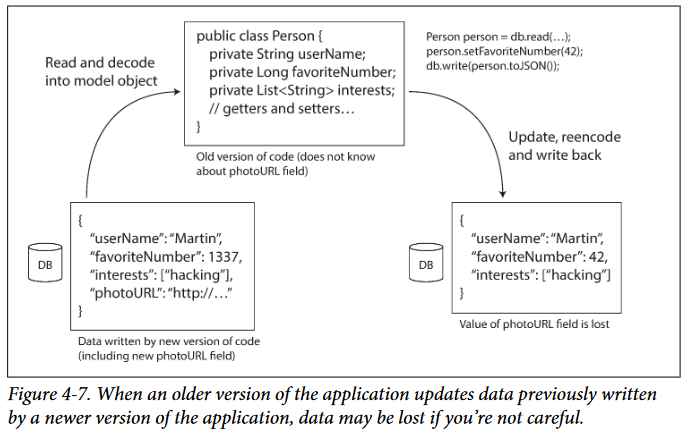 Read and decode
into model object
public class Person {
private String userName;
private Long favoriteNumber;
private List<String> interests;
// getters and setters…
}
Old version of code (does not know
about photoURL field)
Person person = db.read(…);
person.setFavoriteNumber(42);
db.write(person.toJSON());
Update, reencode
and write back
DB
{
“userName”: “Martin”,
“favoriteNumber”: 1337,
“interests”: [“hacking”],
“photoURL”: “http://…”
}
Data written by new version of code
(including new photoURL field)
DB
{
“userName”: “Martin”,
“favoriteNumber”: 42,
“interests”: [“hacking”]
}
Value of photoURL field is lost
Figure 4-7. When an older version of the application updates data previously written
by a newer version of the application, data may be lost if you’re not careful.